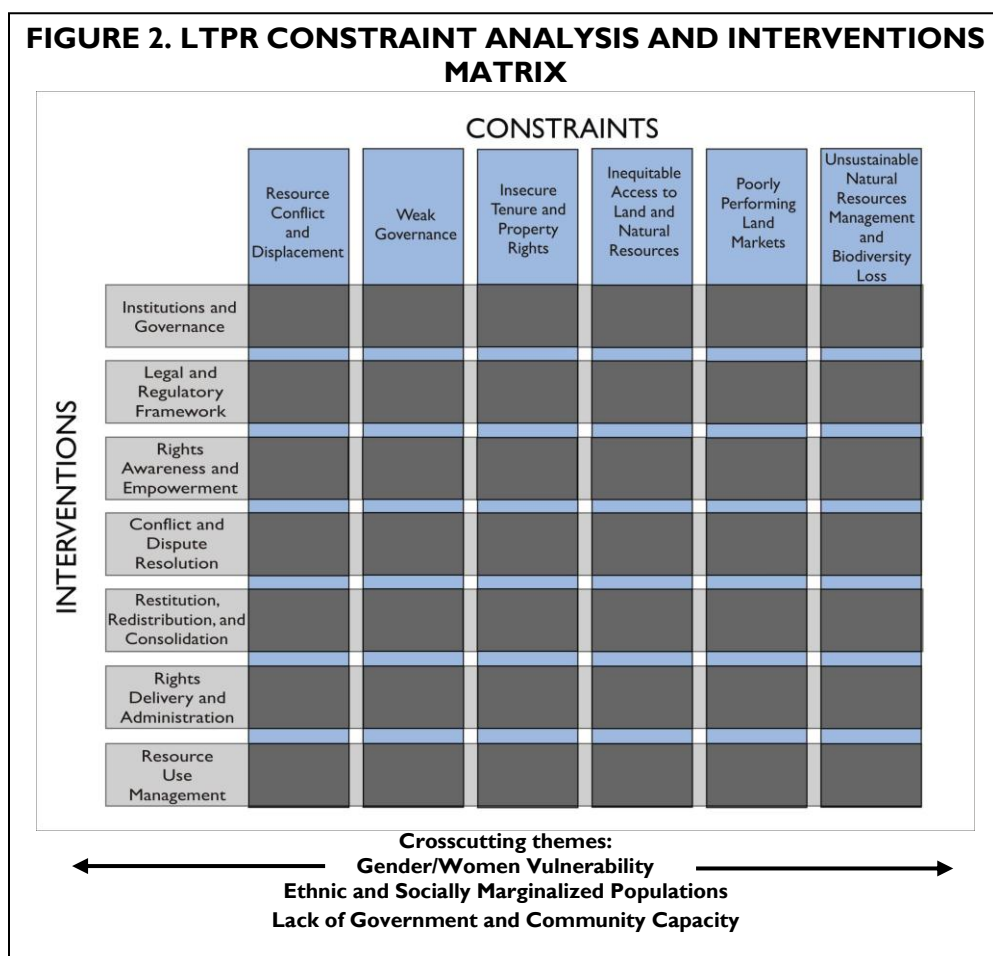 FIGURE 2. LTPR CONSTRAINT ANALYSIS AND INTERVENTIONS
MATRIX
CONSTRAINTS
Resource
Conflict
and
Displacement
Weak
Governance
Insecure
Tenure and
Property
Rights
Inequitable
Access to
Land and
Natural
Resources
Poorly
Performing
Land
Markets
Unsustainable
Natural
Resources
Management
and
Biodiversity
Loss
INTERVENTIONS
Institutions and
Governance
Legal and
Regulatory
Framework
Rights
Awareness and
Empowerment
Conflict and
Dispute
Resolution
Restitution,
Redistribution, and
Consolidation
Rights
Delivery and
Administration
Resource
Use
Management
Crosscutting themes:
Gender/Women Vulnerability
Ethnic and Socially Marginalized Populations
Lack of Government and Community Capacity